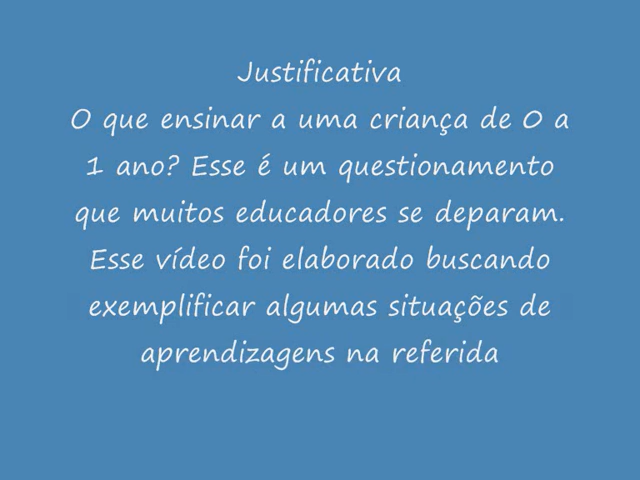 Justificativa
O que ensinar a uma criança de 0 a
1 ano? Esse é um questionamento
que muitos educadores se deparam.
Esse vídeo foi elaborado buscando
exemplificar algumas situações de
aprendizagens na referida